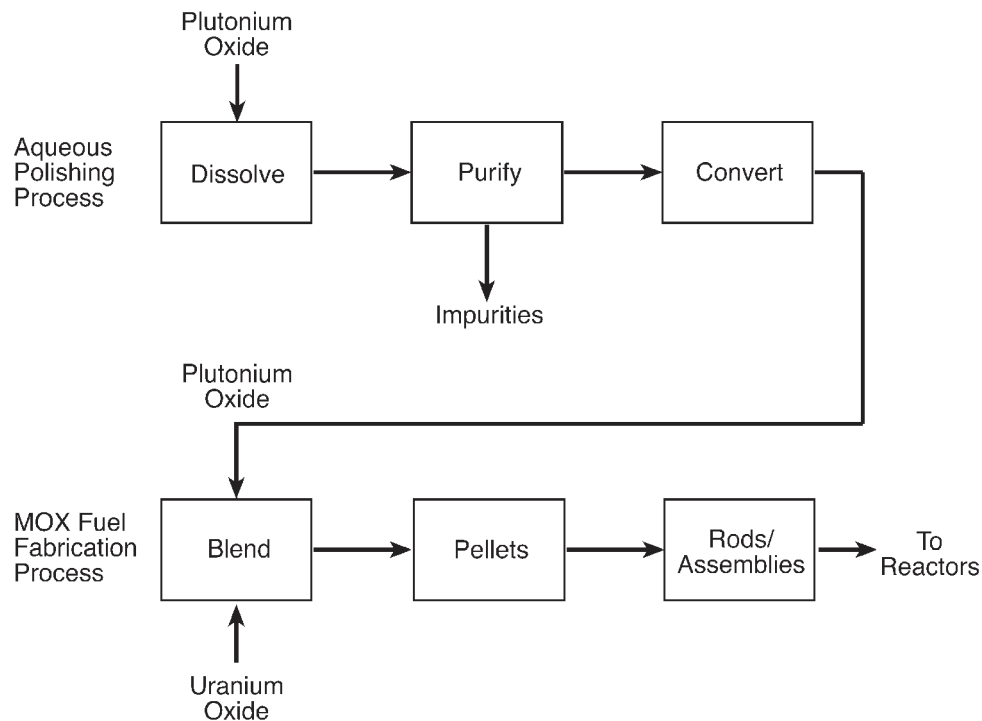 Plutonium
Oxide
Aqueous
Polishing
Process
Dissolve
Purify
Convert
Impurities
Plutonium
Oxide
MOX Fuel
Fabrication
Process
Blend
Pellets
Rods/
Assemblies
To
Reactors
Uranium
Oxide